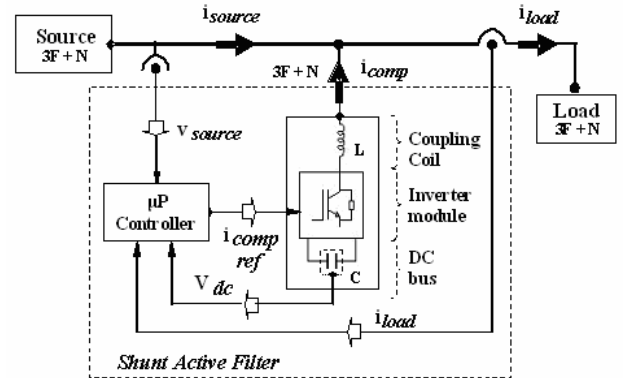 i source
i load
Source
3F + N
3F + N
i comp
Load
3F + N
v source
L
Coupling
Coil
μP
Controller
i comp
ref
Inverter
module
V dc
C
DC
bus
i load
Shunt Active Filter